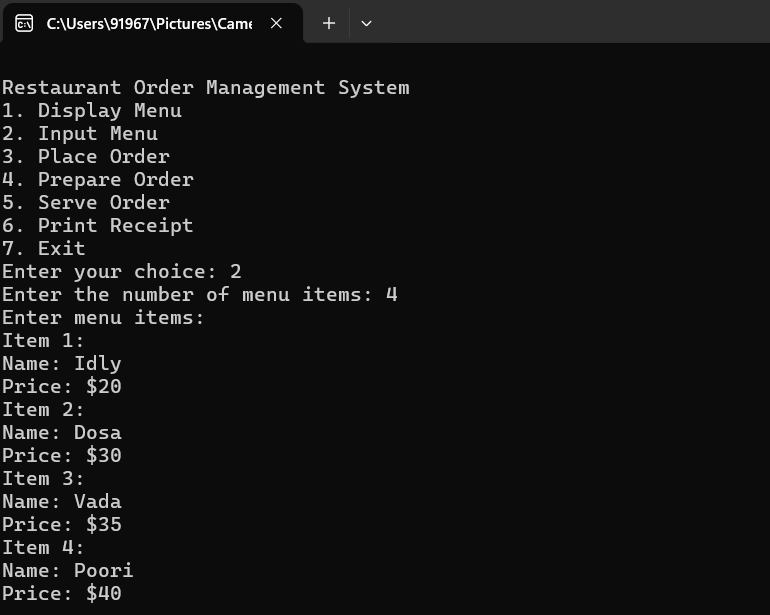 C:\Users\91967\Pictures\Came
Restaurant Order Management System
1. Display Menu
2. Input Menu
3. Place Order
4. Prepare Order
5. Serve Order
6. Print Receipt
7. Exit
Enter your choice: 2
Enter the number of menu items: 4
Enter menu items:
Item 1:
Name: Idly
Price: $20
Item 2:
Name: Dosa
Price: $30
Item 3:
Name: Vada
Price: $35
Item 4:
Name: Poori
Price: $40